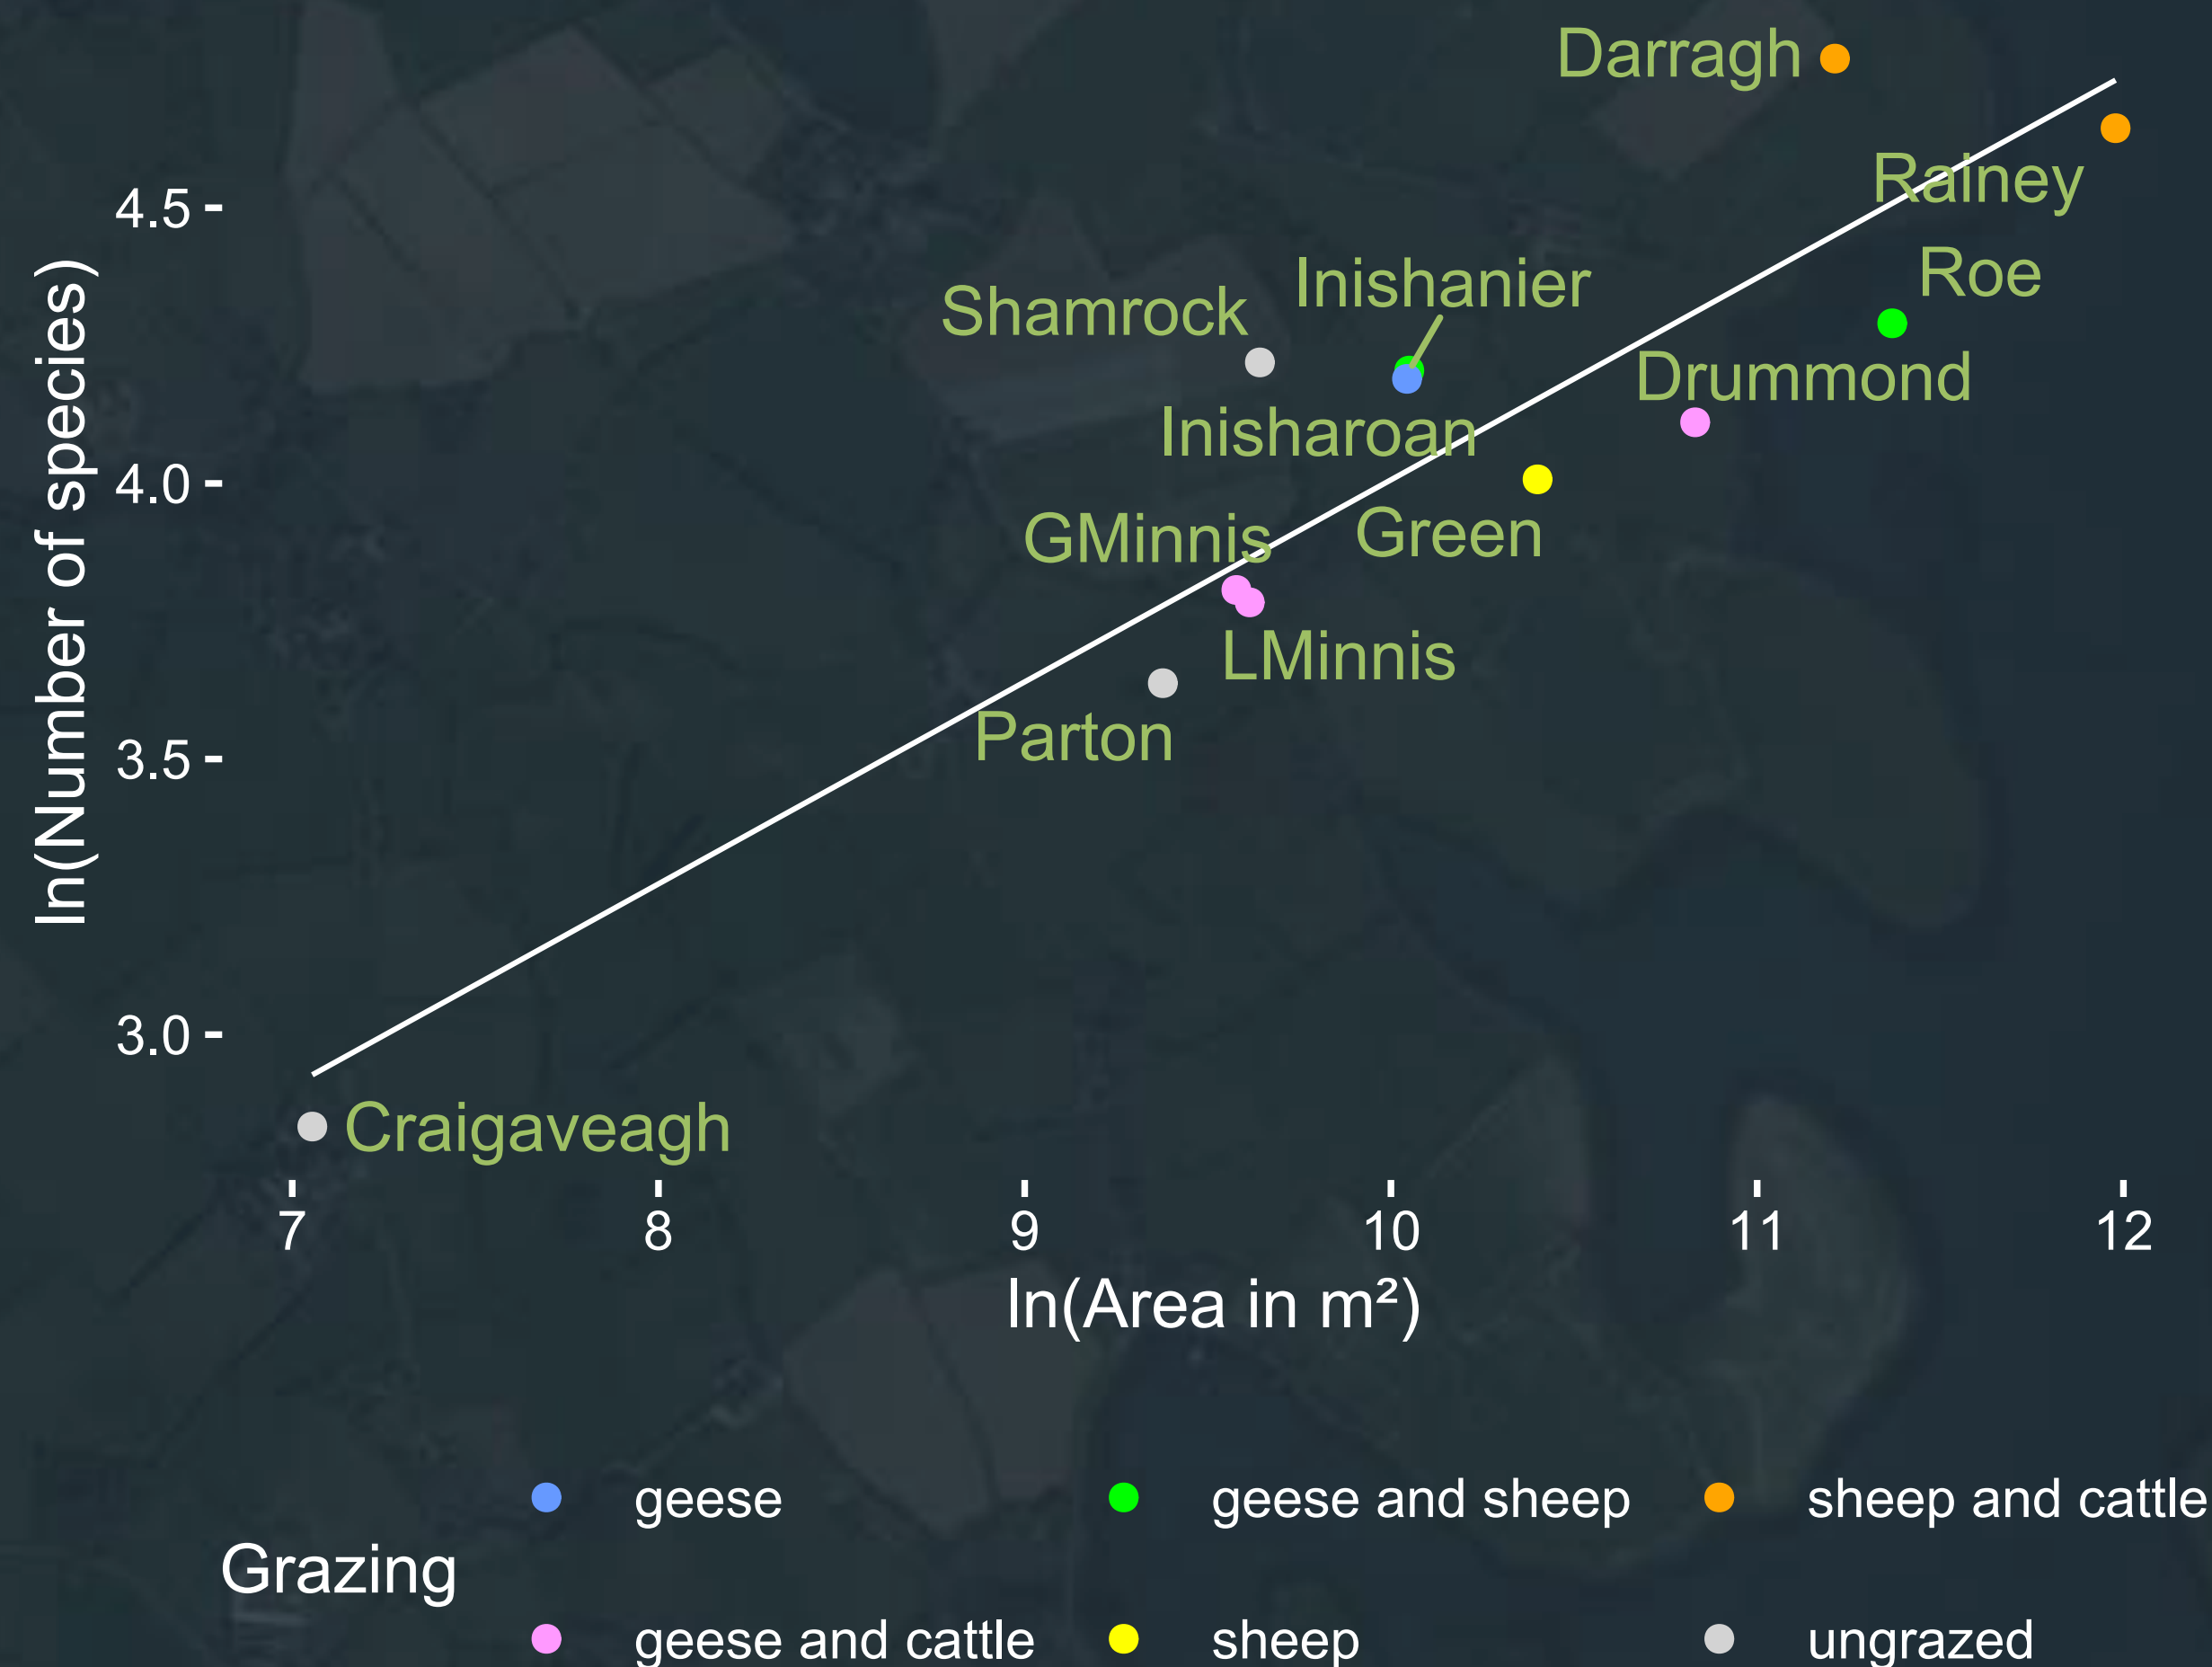 Darragh
Rainey
4.5
Roe
Inishanier
Shamrock
Drummond
Inisharoan
4.0
Green
GMinnis
LMinnis
Parton
3.5
3.0
Craigaveagh
ln(Number of species)
7 8 9 10 11 12
ln(Area in m²)
Grazing
geese
geese and sheep
sheep and cattle
geese and cattle
sheep
ungrazed